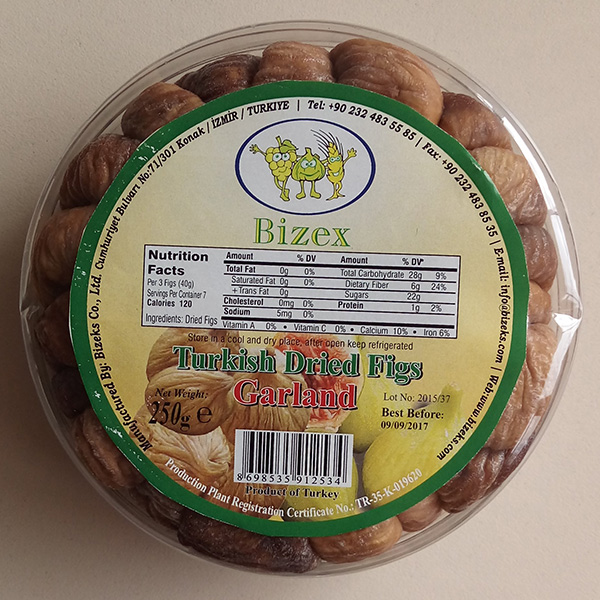 Manufactured By: Bizeks Co., Ltd. Cumhuriyet Bulvarı No:71/301 Konak / İZMİR / TURKIYE | Tel: +90 232 483 55 85 | Fax: +90 232 483 85 35 | E-mail: info@bizeks.com | Web:www.bizeks.com
Bizex
Nutrition Facts
Per 3 Figs (40g)
Servings Per Container 7
Calories 120
Ingredients: Dried Figs
Amount % DV Amount % DV*
Total Fat 0g 0% Total Carbohydrate 28g 9%
Saturated Fat 0g 0% Dietary Fiber 6g 24%
+Trans Fat 0g Sugars 22g
Cholesterol 0mg 0% Protein 1g 2%
Sodium 5mg 0%
Vitamin A 0% • Vitamin C 0% • Calcium 10% • Iron 6%
Store in a cool and dry place, after open keep refrigerated
Turkish Dried Figs
Garland
Net Weight:
250g e
Lot No: 2015/37
Best Before:
09/09/2017
8698535912534
Product of Turkey
Production Plant Registration Certificate No.: TR-35-K-019620